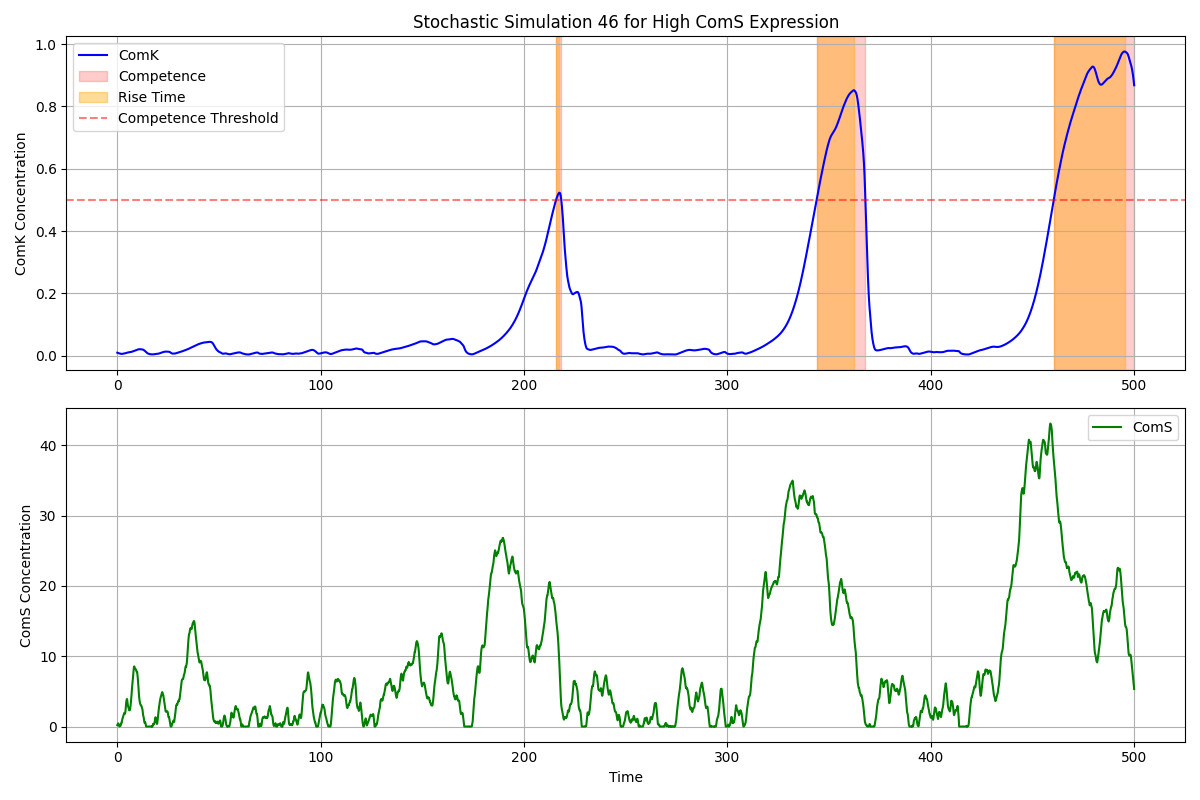 Stochastic Simulation 46 for High ComS Expression
ComK Concentration
1.0
0.8
0.6
0.4
0.2
0.0
ComK
Competence
Rise Time
Competence Threshold
0 100 200 300 400 500
ComS Concentration
40
30
20
10
0
ComS
0 100 200 300 400 500
Time